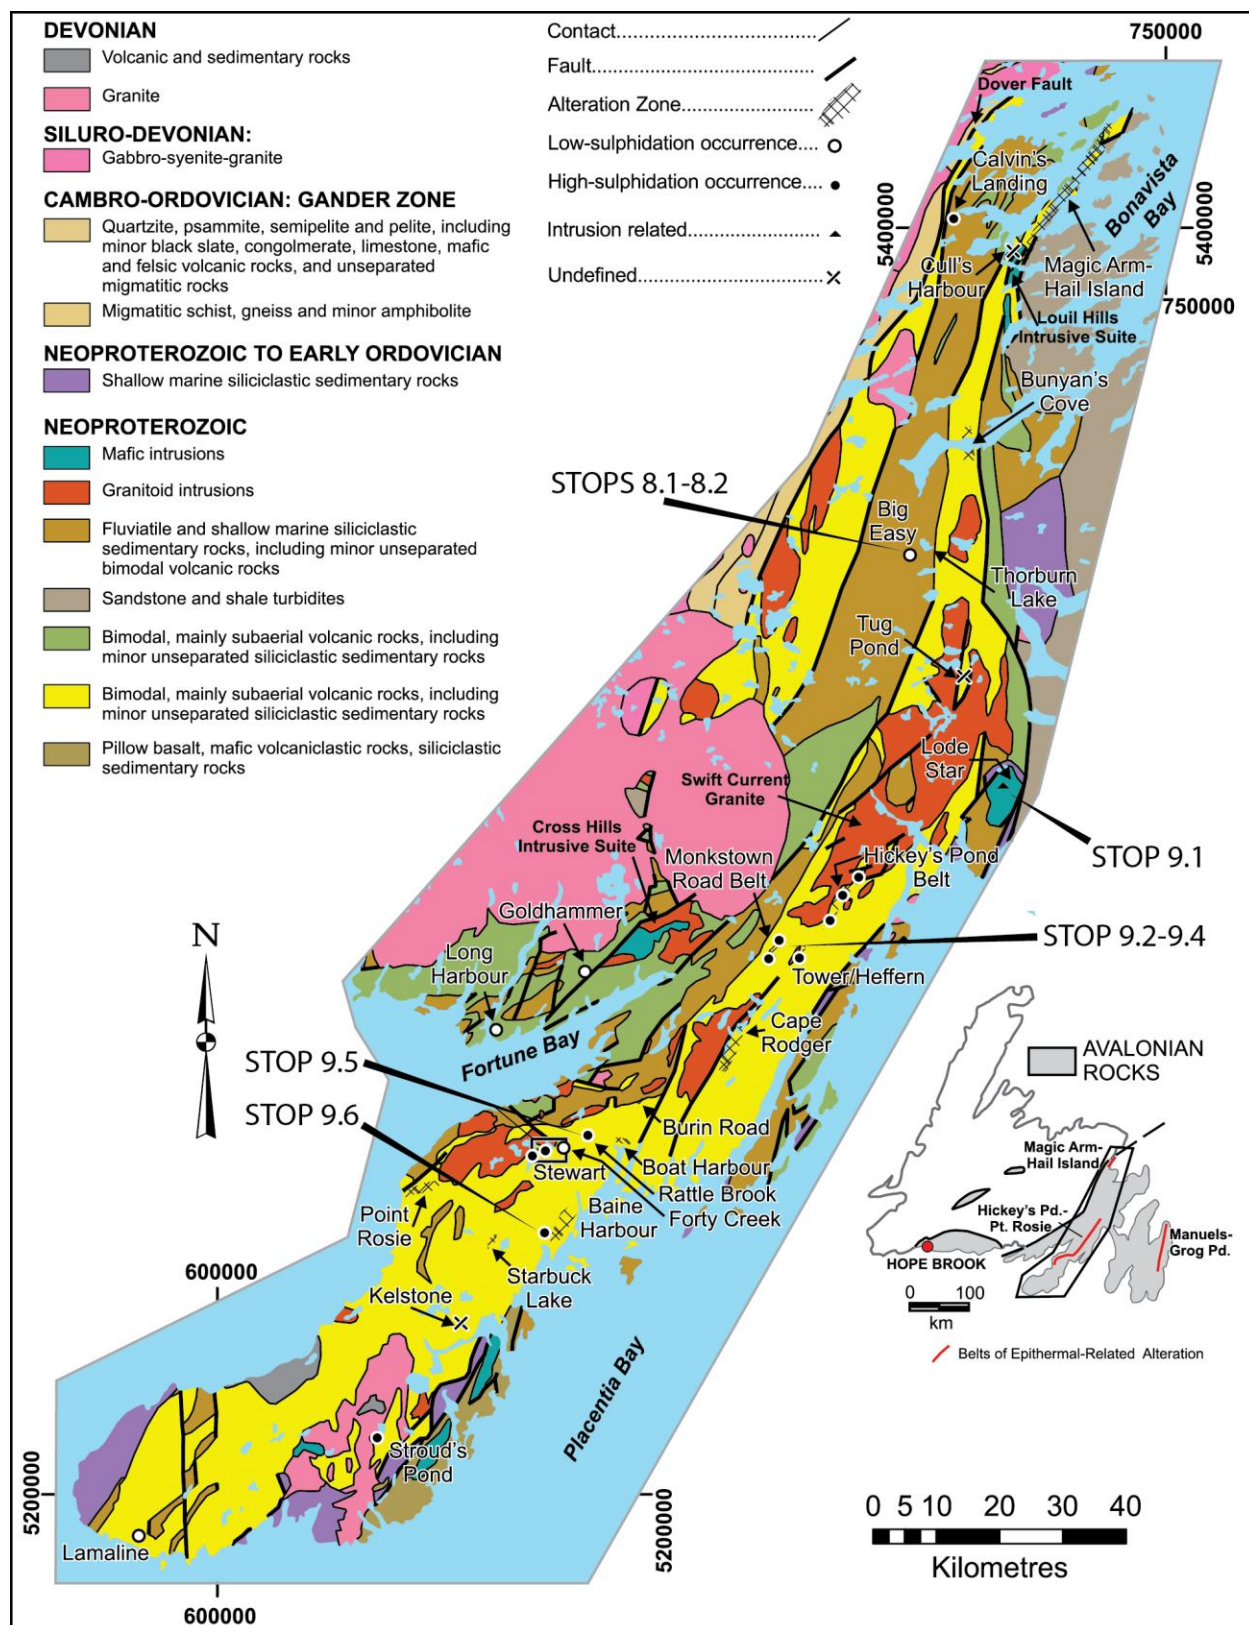 DEVONIAN
Volcanic and sedimentary rocks
Granite
SILURO-DEVONIAN:
Gabbro-syenite-granite
CAMBRO-ORDOVICIAN: GANDER ZONE
Quartzite, psammite, semipelite and pelite, including
minor black slate, congolmerate, limestone, mafic
and felsic volcanic rocks, and unseparated
migmatitic rocks
Migmatitic schist, gneiss and minor amphibolite
NEOPROTEROZOIC TO EARLY ORDOVICIAN
Shallow marine siliciclastic sedimentary rocks
NEOPROTEROZOIC
Mafic intrusions
Granitoid intrusions
Fluviatile and shallow marine siliciclastic
sedimentary rocks, including minor unseparated
bimodal volcanic rocks
Sandstone and shale turbidites
Bimodal, mainly subaerial volcanic rocks, including
minor unseparated siliciclastic sedimentary rocks
Bimodal, mainly subaerial volcanic rocks, including
minor unseparated siliciclastic sedimentary rocks
Pillow basalt, mafic volcaniclastic rocks, siliciclastic
sedimentary rocks
Contact
Fault
Alteration Zone
Low-sulphidation occurrence
High-sulphidation occurrence
Intrusion related
Undefined
750000
Dover Fault
Calvin's
Landing
Bonavista
Bay
5400000
5400000
Cull's
Harbour
Magic Arm-
Hail Island
750000
Louil Hills
Intrusive Suite
Bunyan's
Cove
STOPS 8.1-8.2
Big
Easy
Thorburn
Lake
Tug
Pond
Lode
Star
Swift Current
Granite
STOP 9.1
Cross Hills
Intrusive Suite
Monkstown
Road Belt
Hickey's Pond
Belt
Goldhammer
N
Long
Harbour
STOP 9.2-9.4
Tower/Heffern
Cape
Rodger
Fortune Bay
STOP 9.5
STOP 9.6
Burin Road
Boat Harbour
Rattle Brook
Forty Creek
Stewart
Baine
Harbour
Point
Rosie
Starbuck
Lake
600000
Kelstone
Placentia Bay
Stroud's
Pond
5200000
5200000
Lamaline
600000
AVALONIAN
ROCKS
Magic Arm-
Hail Island
Hickey's Pd.-
Pt. Rosie
Manuels-
Grog Pd.
HOPE BROOK
0 100
km
Belts of Epithermal-Related Alteration
0 5 10 20 30 40
Kilometres